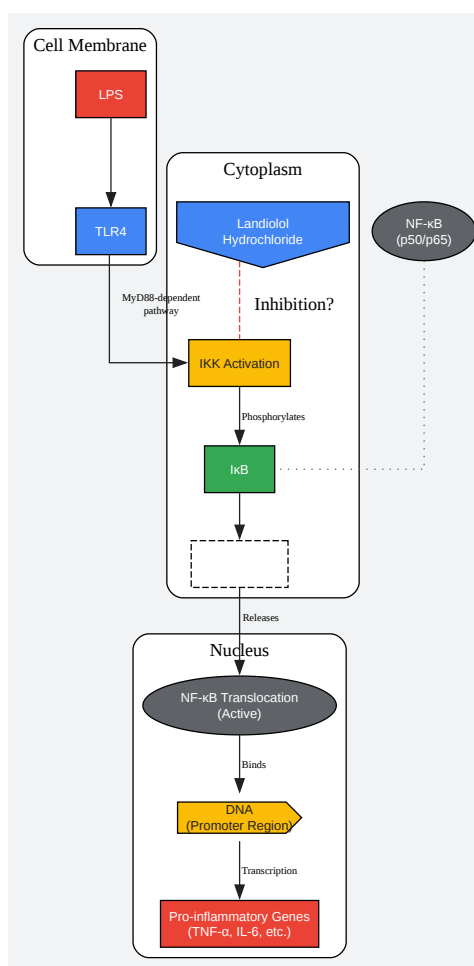 Cell Membrane
LPS
TLR4
MyD88-dependent
pathway
Cytoplasm
Landiolol
Hydrochloride
Inhibition?
NF-κB
(p50/p65)
IKK Activation
Phosphorylates
IκB
Releases
Nucleus
NF-κB Translocation
(Active)
Binds
DNA
(Promoter Region)
Transcription
Pro-inflammatory Genes
(TNF-α, IL-6, etc.)